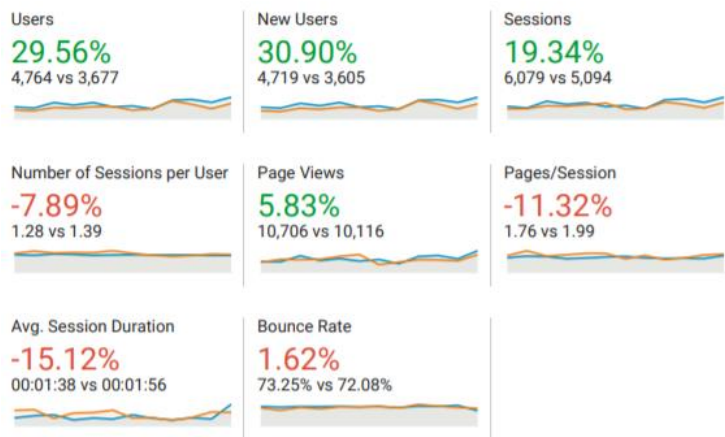 Users
29.56%
4,764 vs 3,677
New Users
30.90%
4,719 vs 3,605
Sessions
19.34%
6,079 vs 5,094
Number of Sessions per User
-7.89%
1.28 vs 1.39
Page Views
5.83%
10,706 vs 10,116
Pages/Session
-11.32%
1.76 vs 1.99
Avg. Session Duration
-15.12%
00:01:38 vs 00:01:56
Bounce Rate
1.62%
73.25% vs 72.08%